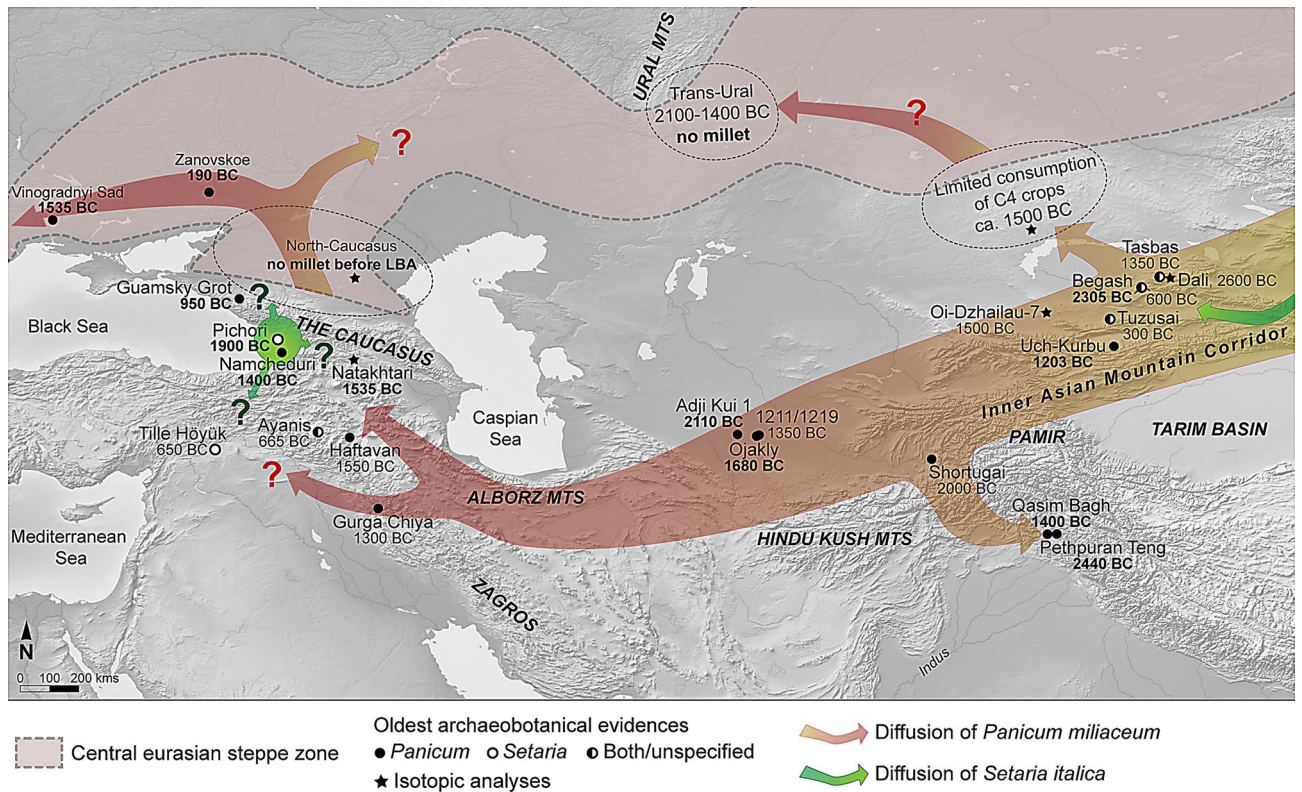 URAL MTS
Trans-Ural
2100-1400 BC
no millet
?
?
Zanovskoe
190 BC
Vinogradnyi Sad
1535 BC
Limited consumption
of C4 crops
ca. 1500 BC
North-Caucasus
no millet before LBA
Tasbas
1350 BC
Dali, 2600 BC
Begash
2305 BC
600 BC
Guamsky Grot
950 BC
?
Oi-Dzhailau-7
1500 BC
Tuzusai
300 BC
Black Sea
Pichori
1900 BC
THE CAUCASUS
Uch-Kurbu
1203 BC
Namcheduri
1400 BC
?
Natakhtari
1535 BC
Inner Asian Mountain Corridor
?
Caspian
Sea
Adji Kui 1
2110 BC
1211/1219
1350 BC
Ojakly
1680 BC
PAMIR
TARIM BASIN
Tille Höyük
650 BC
Ayanis
665 BC
Haftavan
1550 BC
?
Shortugai
2000 BC
ALBORZ MTS
Gurga Chiya
1300 BC
Qasim Bagh
1400 BC
Pethpuran Teng
2440 BC
HINDU KUSH MTS
Mediterranean
Sea
ZAGROS
Indus
N
0 100 200 kms
Central eurasian steppe zone
Oldest archaeobotanical evidences
Panicum
Setaria
Both/unspecified
Isotopic analyses
Diffusion of Panicum miliaceum
Diffusion of Setaria italica